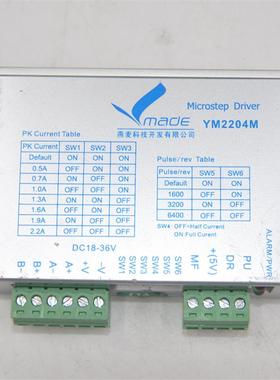 Ymade
燕麦科技开发有限公司
Microstep Driver
YM2204M
PK Current Table
PK Current SW1 SW2 SW3
Default ON ON ON
0.5A OFF ON ON
0.7A ON OFF ON
1.0A OFF OFF ON
1.3A ON ON OFF
1.6A OFF ON OFF
1.9A ON OFF OFF
2.2A OFF OFF OFF
Pulse/rev Table
Pulse/rev SW5 SW6
Default ON ON
1600 OFF ON
3200 ON OFF
6400 OFF OFF
SW4: OFF=Half Current
ON:Full Curent
DC18-36V
B- B+ A- A+ +V -V
SW1 SW2 SW3 SW4 SW5 SW6
MF +(5V) DR PU
ALARM/PWR